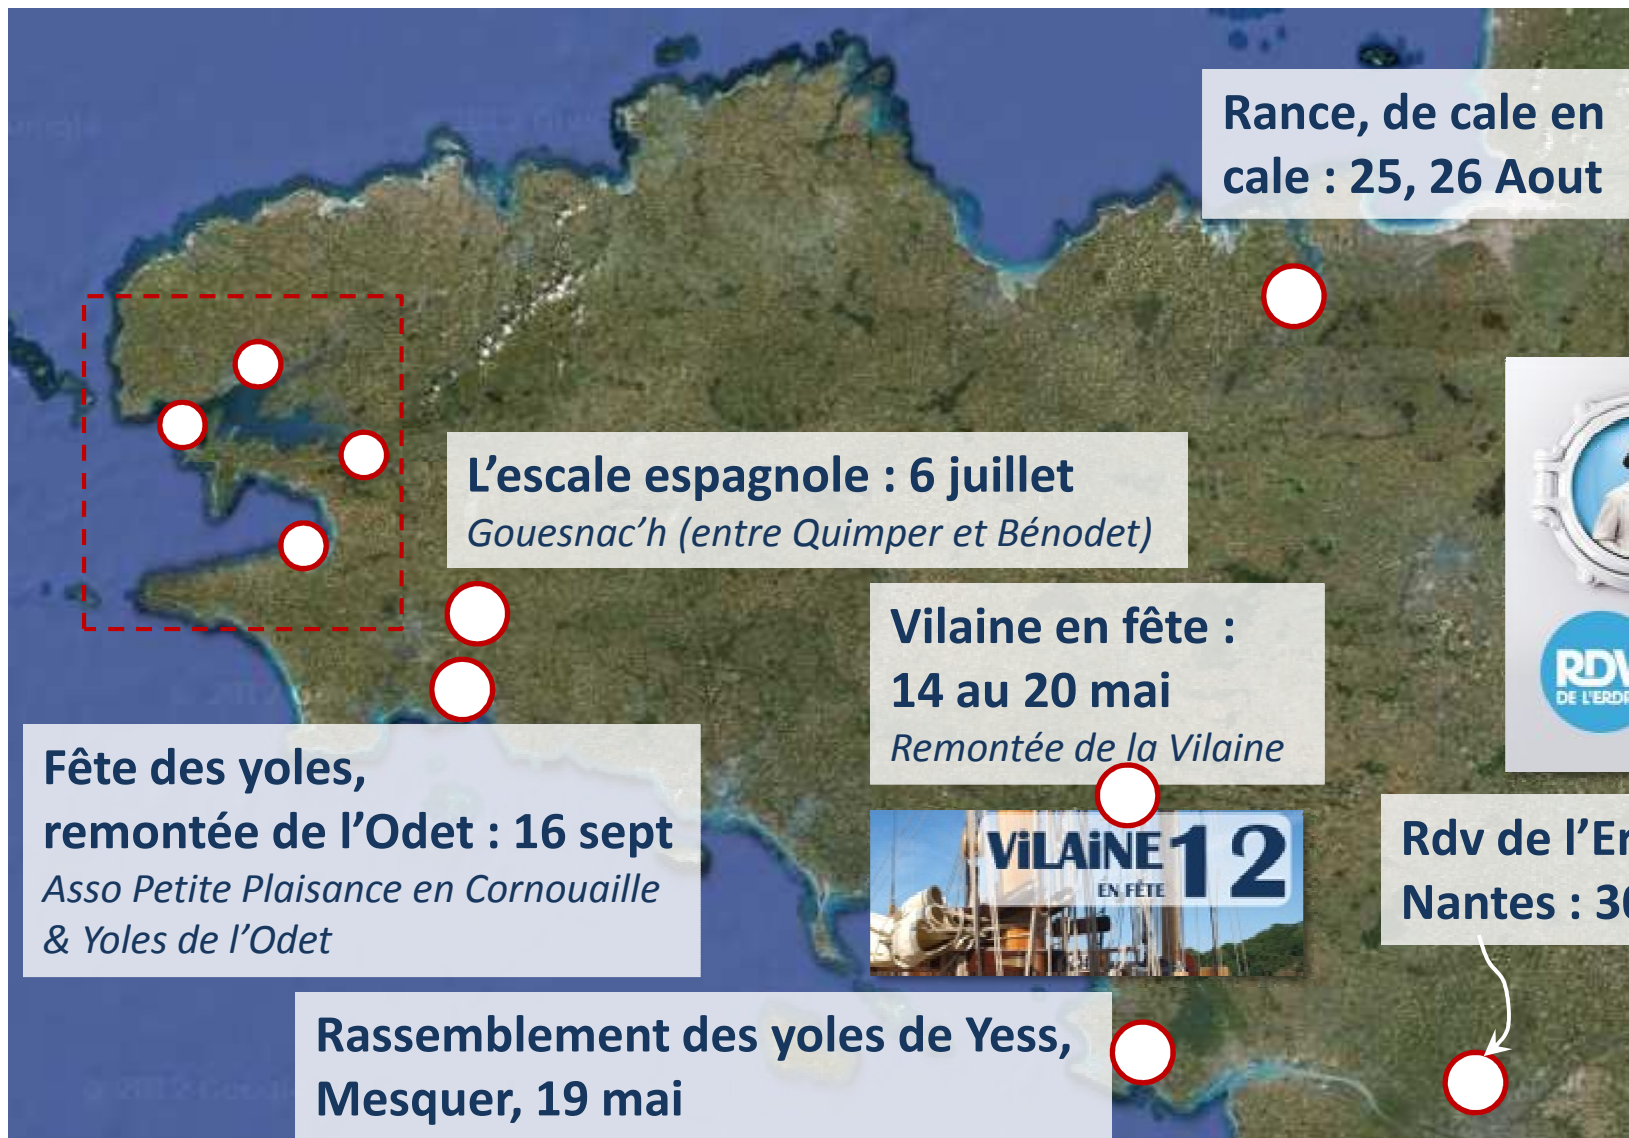 Rance, de cale en
cale : 25, 26 Aout
L’escale espagnole : 6 juillet
Gouesnac’h (entre Quimper et Bénodet)
Vilaine en fête :
14 au 20 mai
Remontée de la Vilaine
RDV
DE L'ERDR
Fête des yoles,
remontée de l’Odet : 16 sept
Asso Petite Plaisance en Cornouaille
& Yoles de l’Odet
ViLAiNE 12
EN FÊTE
Rdv de l’Er
Nantes : 30
Rassemblement des yoles de Yess,
Mesquer, 19 mai